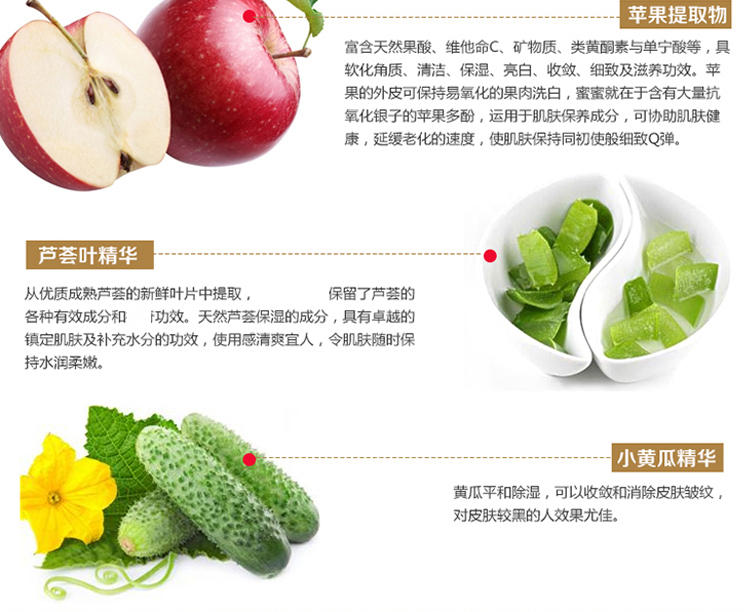 苹果提取物
富含天然果酸、维他命C、矿物质、类黄酮素与单宁酸等，具
软化角质、清洁、保湿、亮白、收敛、细致及滋养功效。苹
果的外皮可保持易氧化的果肉洗白，蜜蜜就在于含有大量抗
氧化银子的苹果多酚，运用于肌肤保养成分，可协助肌肤健
康，延缓老化的速度，使肌肤保持同初使般细致Q弹。
芦荟叶精华
从优质成熟芦荟的新鲜叶片中提取， 保留了芦荟的
各种有效成分和 功效。天然芦荟保湿的成分，具有卓越的
镇定肌肤及补充水分的功效，使用感清爽宜人，令肌肤随时保
持水润柔嫩。
小黄瓜精华
黄瓜平和除湿，可以收敛和消除皮肤皱纹，
对皮肤较黑的人效果尤佳。